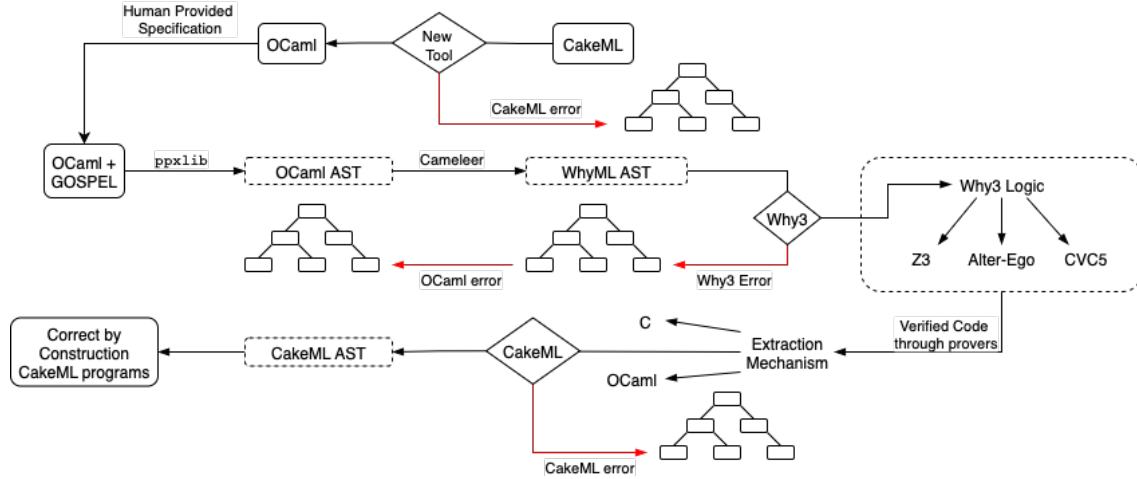 Human Provided
Specification
OCaml
New
Tool
CakeML
CakeML error
OCaml +
GOSPEL
ppxlib
OCaml AST
Cameleer
WhyML AST
Why3
Why3 Logic
Z3
Alter-Ego
CVC5
OCaml error
Why3 Error
Verified Code
through provers
Correct by
Construction
CakeML programs
CakeML AST
CakeML
C
OCaml
Extraction
Mechanism
CakeML error